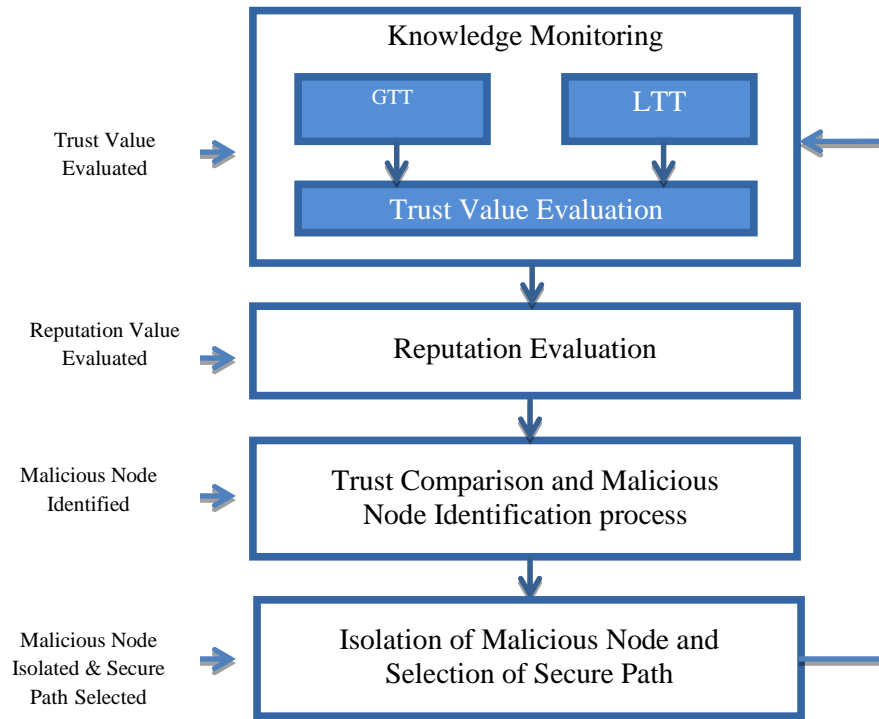 Knowledge Monitoring
GTT
LTT
Trust Value Evaluation
Trust Value
Evaluated
Reputation Value
Evaluated
Reputation Evaluation
Malicious Node
Identified
Trust Comparison and Malicious
Node Identification process
Malicious Node
Isolated & Secure
Path Selected
Isolation of Malicious Node and
Selection of Secure Path